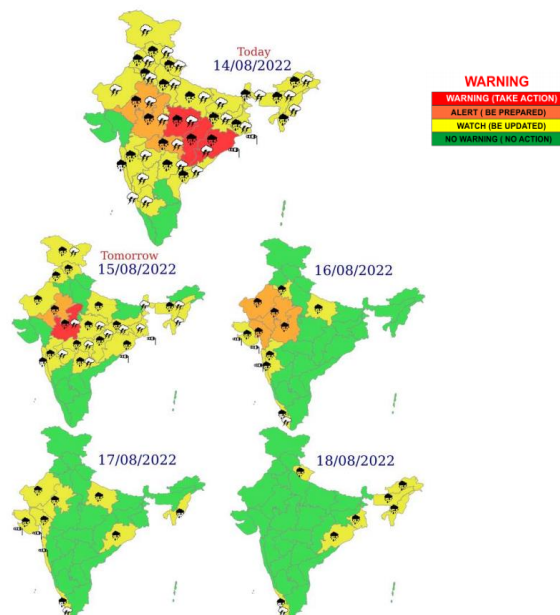 Today
14/08/2022
WARNING
WARNING (TAKE ACTION)
ALERT ( BE PREPARED)
WATCH (BE UPDATED)
NO WARNING ( NO ACTION)
Tomorrow
15/08/2022
16/08/2022
17/08/2022
18/08/2022